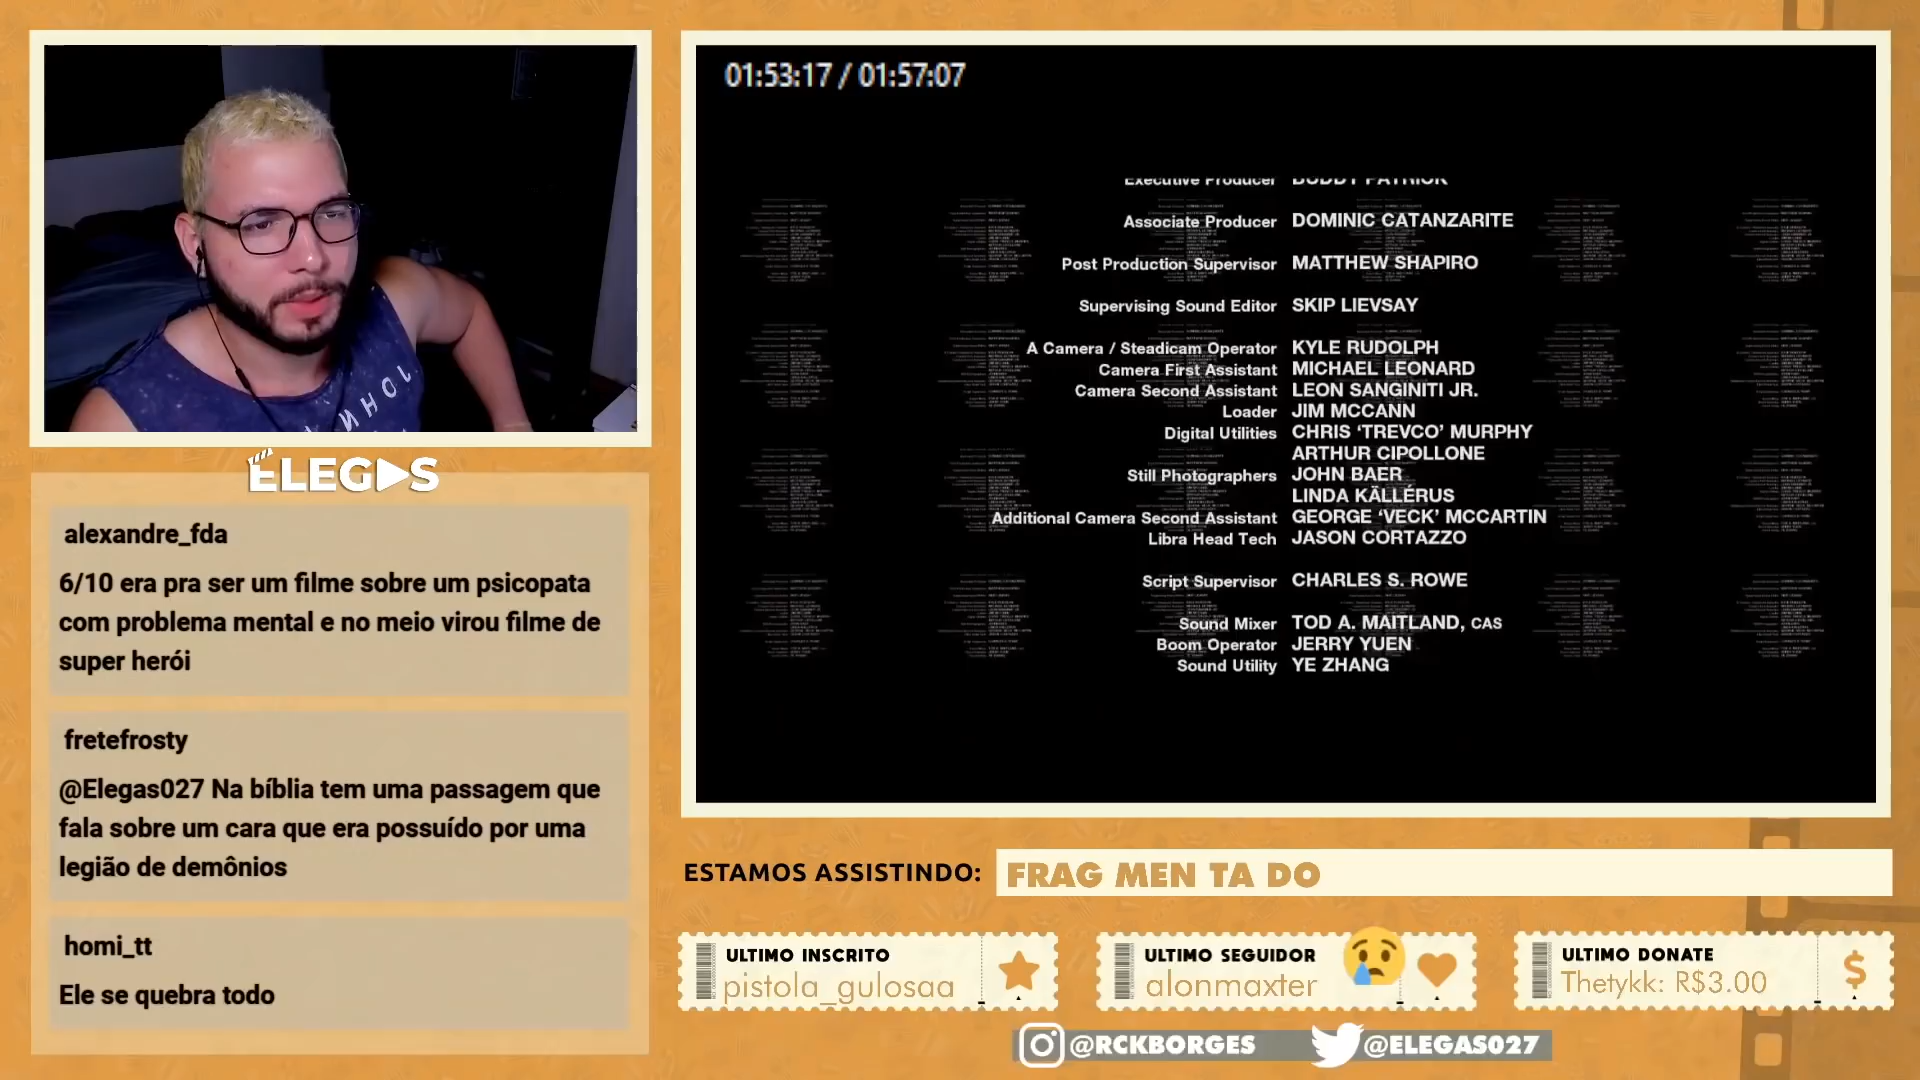 01:53:17 / 01:57:07
Executive Producer BUDDY PATRICK
Associate Producer DOMINIC CATANZARITE
Post Production Supervisor MATTHEW SHAPIRO
Supervising Sound Editor SKIP LIEVSAY
A Camera / Steadicam Operator KYLE RUDOLPH
Camera First Assistant MICHAEL LEONARD
Camera Second Assistant LEON SANGINITI JR.
Loader JIM MCCANN
Digital Utilities CHRIS ‘TREVCO’ MURPHY
ARTHUR CIPOLLONE
Still Photographers JOHN BAER
LINDA KÄLLÉRUS
Additional Camera Second Assistant GEORGE ‘VECK’ MCCARTIN
Libra Head Tech JASON CORTAZZO
Script Supervisor CHARLES S. ROWE
Sound Mixer TOD A. MAITLAND, CAS
Boom Operator JERRY YUEN
Sound Utility YE ZHANG
ELEGAS
alexandre_fda
6/10 era pra ser um filme sobre um psicopata
com problema mental e no meio virou filme de
super herói
fretefrosty
@Elegas027 Na bíblia tem uma passagem que
fala sobre um cara que era possuído por uma
legião de demônios
homi_tt
Ele se quebra todo
ESTAMOS ASSISTINDO: FRAG MEN TA DO
ULTIMO INSCRITO
pistola_gulosaa
ULTIMO SEGUIDOR
alonmaxter
ULTIMO DONATE
Thetykk: R$3.00
@RCKBORGES
@ELEGAS027